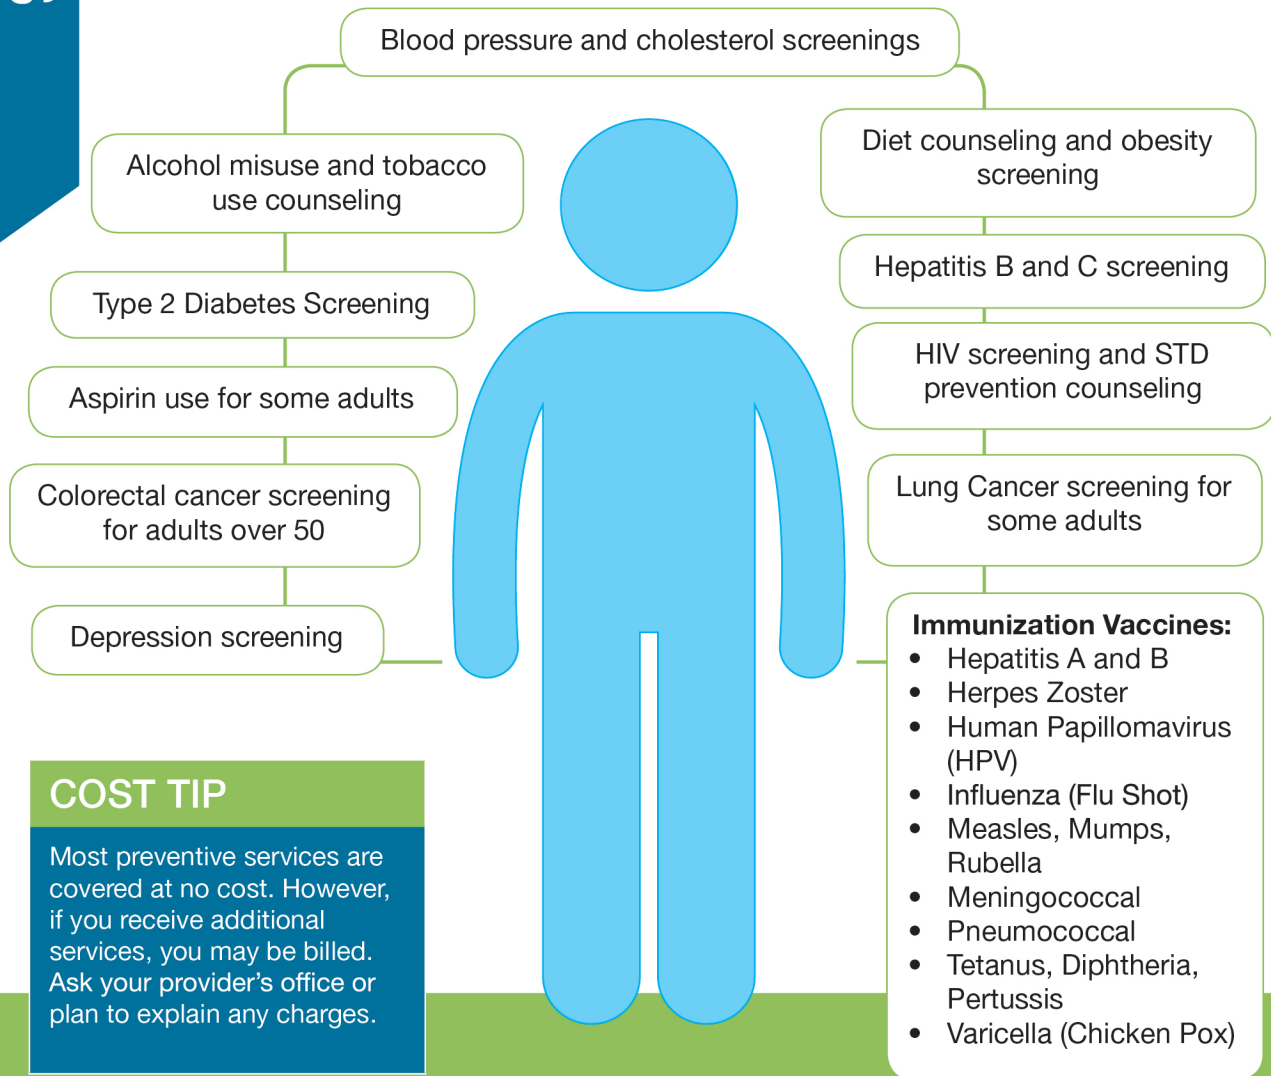 Blood pressure and cholesterol screenings
Alcohol misuse and tobacco
use counseling
Type 2 Diabetes Screening
Aspirin use for some adults
Colorectal cancer screening
for adults over 50
Depression screening
Diet counseling and obesity
screening
Hepatitis B and C screening
HIV screening and STD
prevention counseling
Lung Cancer screening for
some adults
Immunization Vaccines:
• Hepatitis A and B
• Herpes Zoster
• Human Papillomavirus
(HPV)
• Influenza (Flu Shot)
• Measles, Mumps,
Rubella
• Meningococcal
• Pneumococcal
• Tetanus, Diphtheria,
Pertussis
• Varicella (Chicken Pox)
COST TIP
Most preventive services are
covered at no cost. However,
if you receive additional
services, you may be billed.
Ask your provider’s office or
plan to explain any charges.